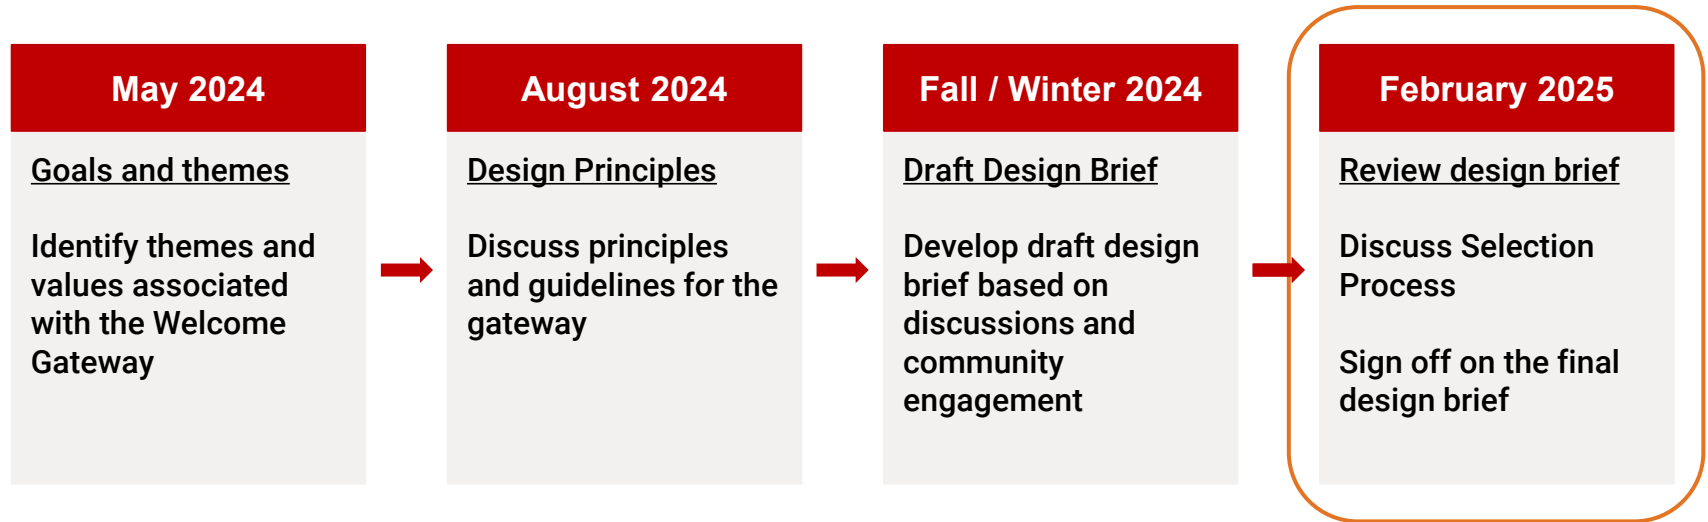 May 2024
Goals and themes
Identify themes and
values associated
with the Welcome
Gateway
August 2024
Design Principles
Discuss principles
and guidelines for the
gateway
Fall / Winter 2024
Draft Design Brief
Develop draft design
brief based on
discussions and
community
engagement
February 2025
Review design brief
Discuss Selection
Process
Sign off on the final
design brief